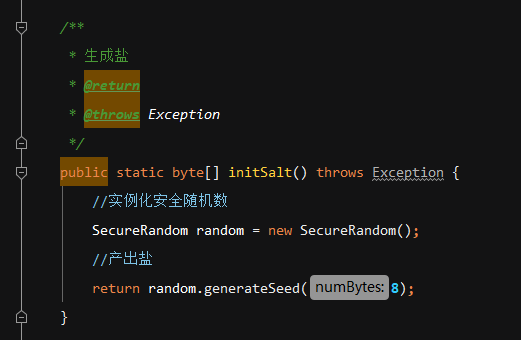 /**
* 生成盐
* @return
* @throws Exception
*/
public static byte[] initSalt() throws Exception {
//实例化安全随机数
SecureRandom random = new SecureRandom();
//产出盐
return random.generateSeed( numBytes: 8);
}